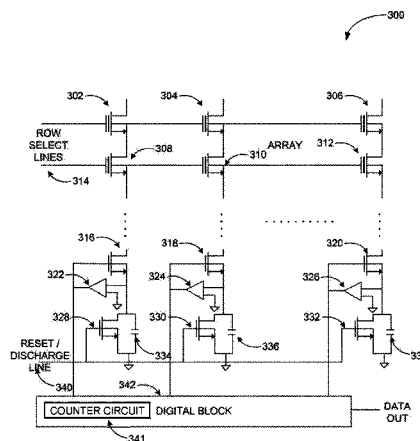 300
302
304
306
ROW
SELECT
LINES
308
310
ARRAY
312
314
316
318
320
322
324
326
328
330
332
334
336
RESET /
DISCHARGE
LINE
340
342
COUNTER CIRCUIT
DIGITAL BLOCK
DATA
OUT
341